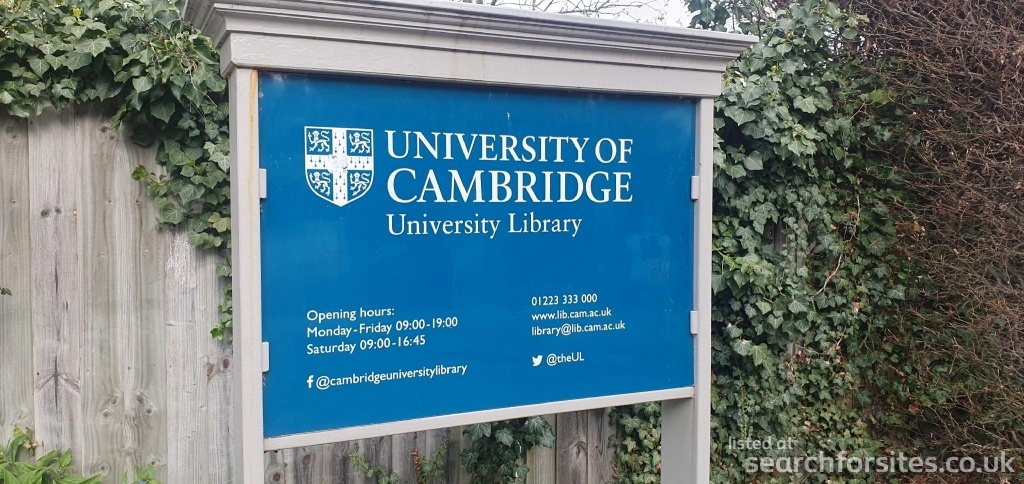 UNIVERSITY OF
CAMBRIDGE
University Library
Opening hours:
Monday-Friday 09:00-19:00
Saturday 09:00-16:45
@cambridgeuniversitylibrary
01223 333 000
www.lib.cam.ac.uk
library@lib.cam.ac.uk
@theUL
listed at
searchforsites.co.uk